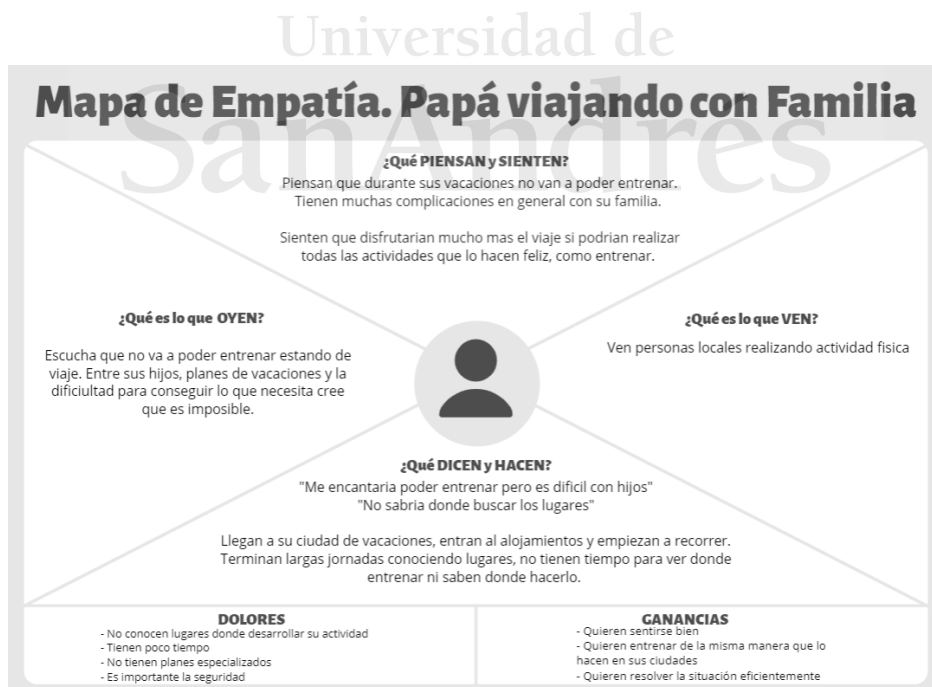 Universidad de
SanAndres
Mapa de Empatía. Papá viajando con Familia
¿Qué PIENSAN y SIENTEN?
Piensan que durante sus vacaciones no van a poder entrenar.
Tienen muchas complicaciones en general con su familia.
Sienten que disfrutarian mucho mas el viaje si podrian realizar
todas las actividades que lo hacen feliz, como entrenar.
¿Qué es lo que OYEN?
Escucha que no va a poder entrenar estando de
viaje. Entre sus hijos, planes de vacaciones y la
dificiultad para conseguir lo que necesita cree
que es imposible.
¿Qué es lo que VEN?
Ven personas locales realizando actividad fisica
¿Qué DICEN y HACEN?
"Me encantaria poder entrenar pero es dificil con hijos"
"No sabria donde buscar los lugares"
Llegan a su ciudad de vacaciones, entran al alojamientos y empiezan a recorrer.
Terminan largas jornadas conociendo lugares, no tienen tiempo para ver donde
entrenar ni saben donde hacerlo.
DOLORES
- No conocen lugares donde desarrollar su actividad
- Tienen poco tiempo
- No tienen planes especializados
- Es importante la seguridad
GANANCIAS
- Quieren sentirse bien
- Quieren entrenar de la misma manera que lo
hacen en sus ciudades
- Quieren resolver la situación eficientemente